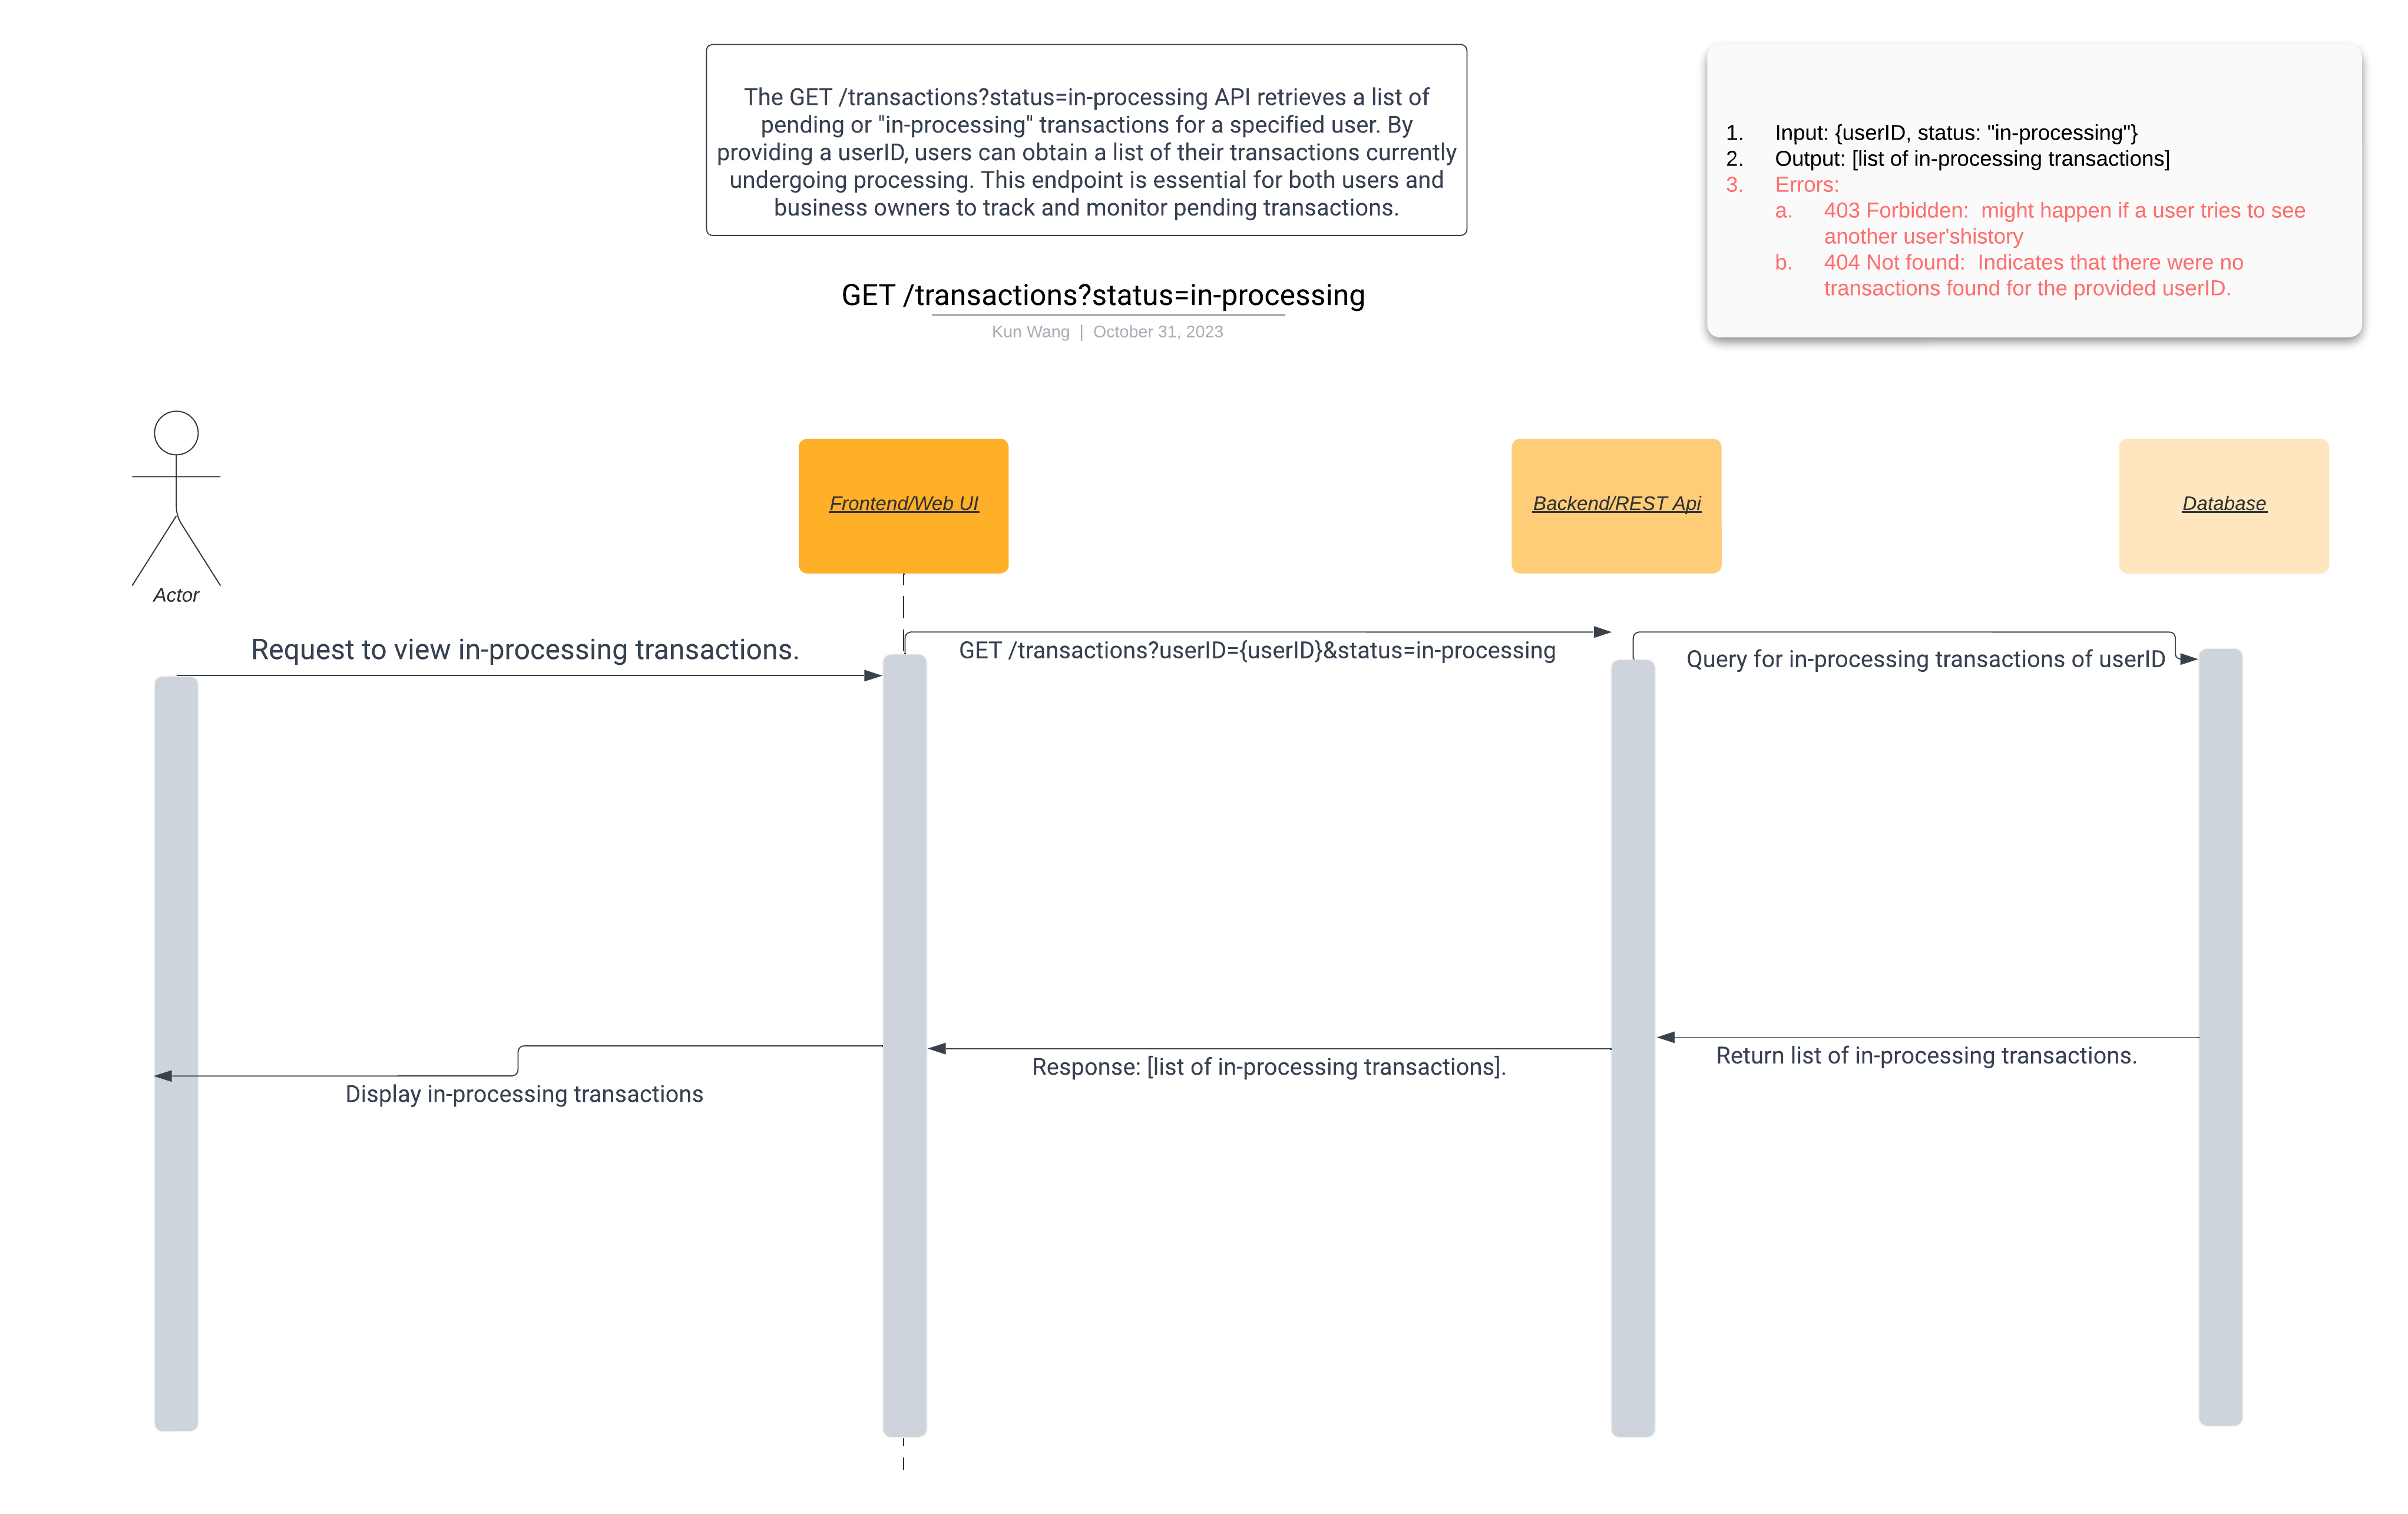 The GET /transactions?status=in-processing API retrieves a list of
pending or "in-processing" transactions for a specified user. By
providing a userID, users can obtain a list of their transactions currently
undergoing processing. This endpoint is essential for both users and
business owners to track and monitor pending transactions.
1. Input: {userID, status: "in-processing"}
2. Output: [list of in-processing transactions]
3. Errors:
a. 403 Forbidden:  might happen if a user tries to see
another user'shistory
b. 404 Not found:  Indicates that there were no
transactions found for the provided userID.
GET /transactions?status=in-processing
Kun Wang | October 31, 2023
Actor
Frontend/Web UI
Backend/REST Api
Database
Request to view in-processing transactions.
GET /transactions?userID={userID}&status=in-processing
Query for in-processing transactions of userID
Return list of in-processing transactions.
Response: [list of in-processing transactions].
Display in-processing transactions